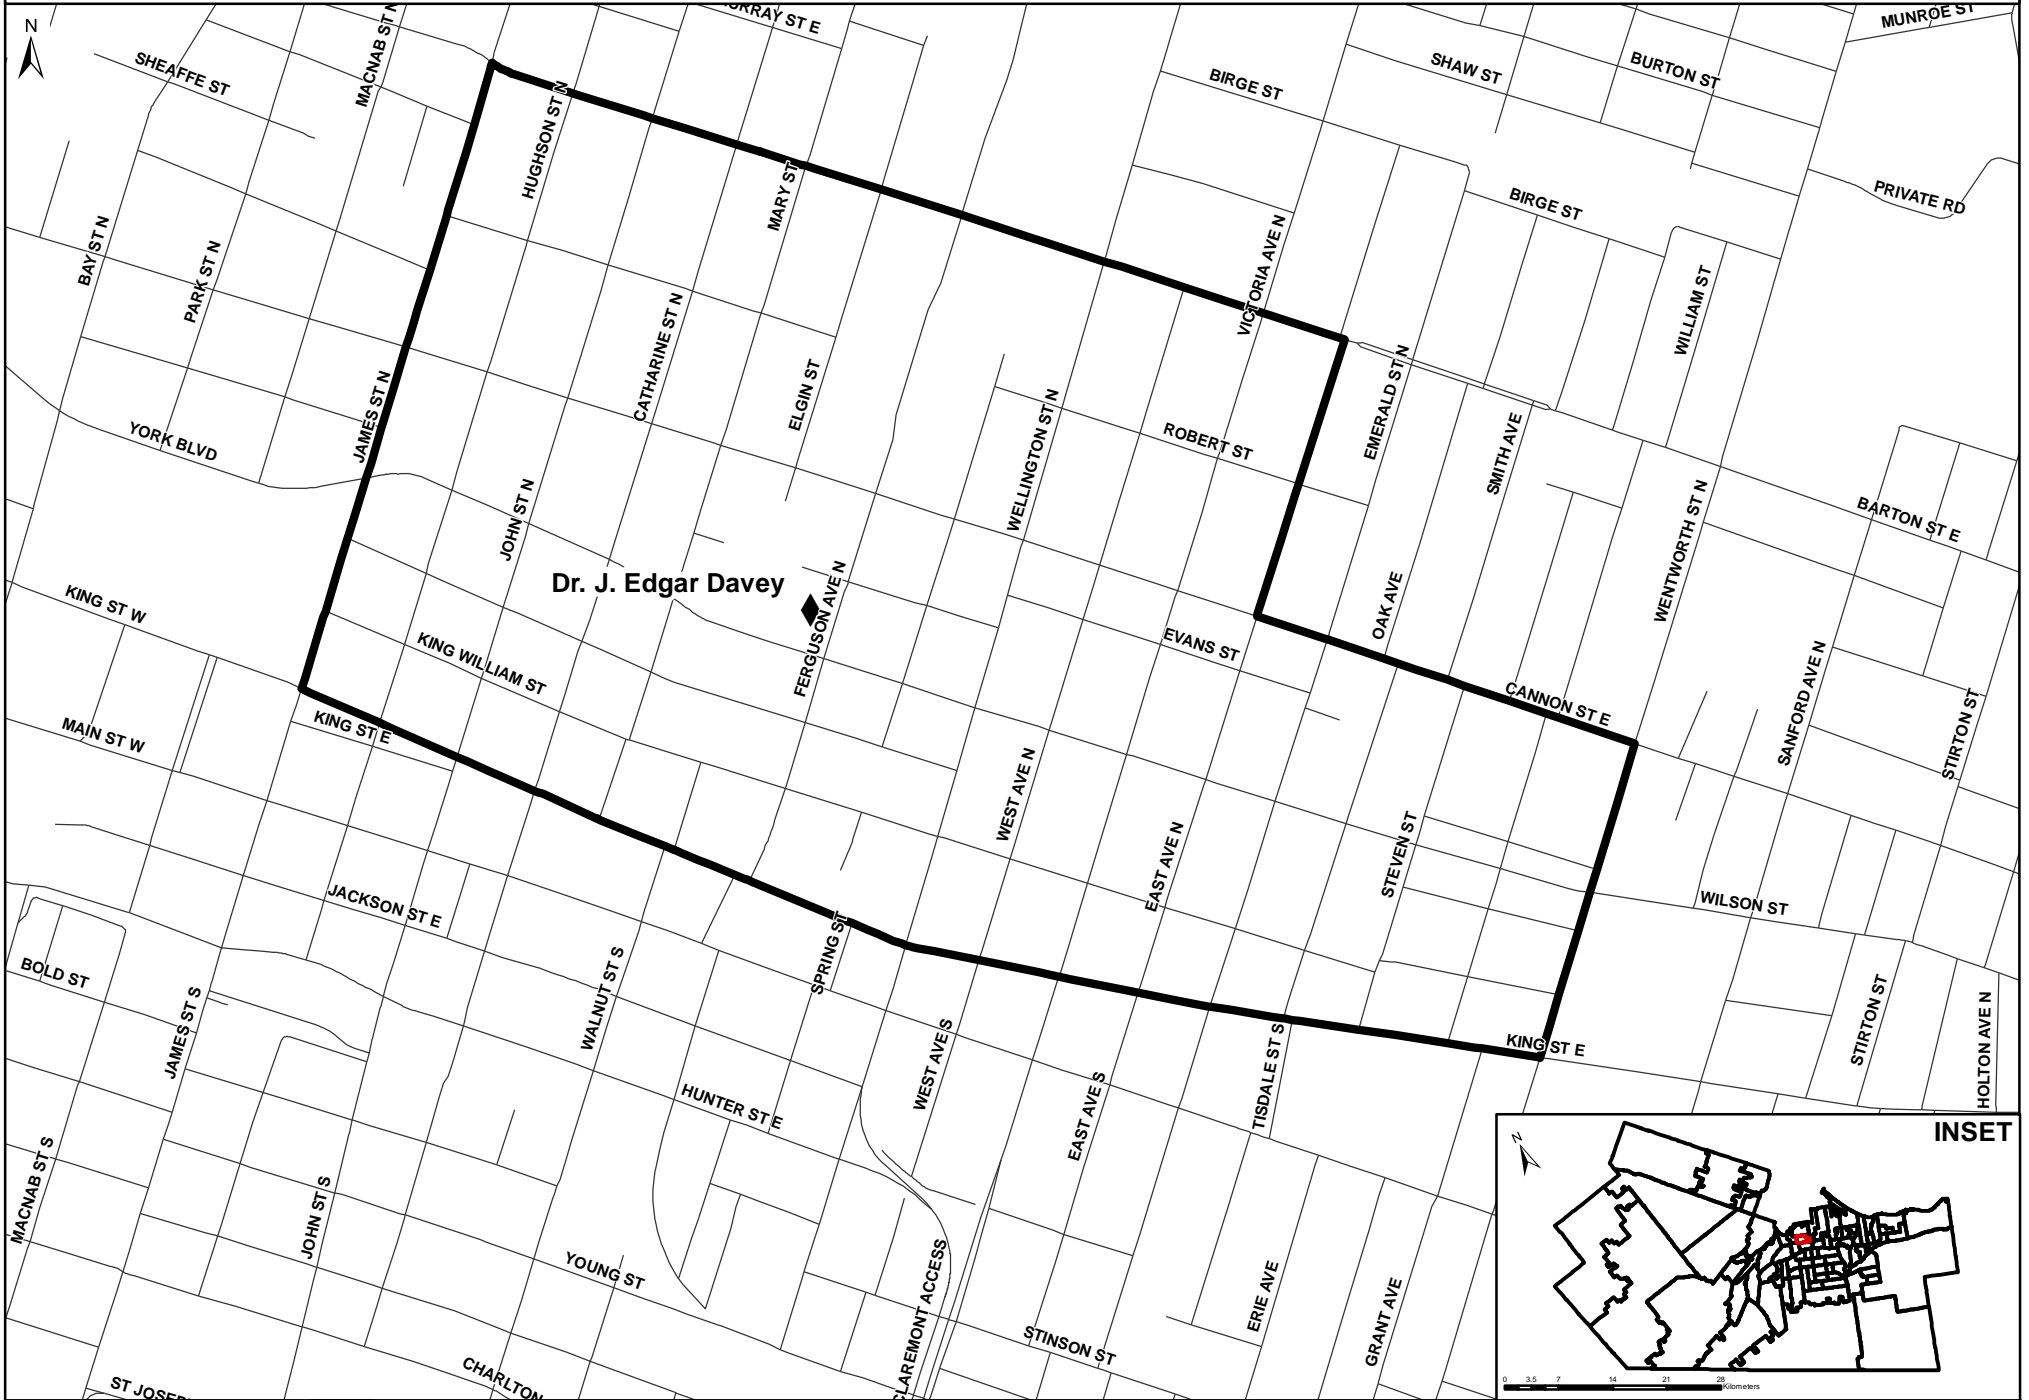 N
MACNAB ST N
MUNROE ST
SHEAFFE ST
SHAW ST
BURTON ST
BIRGE ST
HUGHSON ST N
MARY ST
BIRGE ST
PRIVATE RD
BAY ST N
PARK ST N
VICTORIA AVE N
WILLIAM ST
CATHARINE ST N
JAMES ST N
ELGIN ST
EMERALD ST N
YORK BLVD
WELLINGTON ST N
ROBERT ST
SMITH AVE
JOHN ST N
WENTWORTH ST N
BARTON ST E
Dr. J. Edgar Davey
FERGUSON AVE N
OAK AVE
KING ST W
KING WILLIAM ST
EVANS ST
CANNON ST E
SANFORD AVE N
STIRTON ST
KING ST E
MAIN ST W
WEST AVE N
EAST AVE N
STEVEN ST
JACKSON ST E
WILSON ST
SPRING ST
BOLD ST
WALNUT ST S
JAMES ST S
KING ST E
STIRTON ST
HOLTON AVE N
WEST AVE S
TISDALE ST S
EAST AVE S
HUNTER ST E
MACNAB ST S
JOHN ST S
YOUNG ST
CLAREMONT ACCESS
ERIE AVE
GRANT AVE
STINSON ST
CHARLTON
INSET
N
0 3.5 7 14 21 28
Kilometers